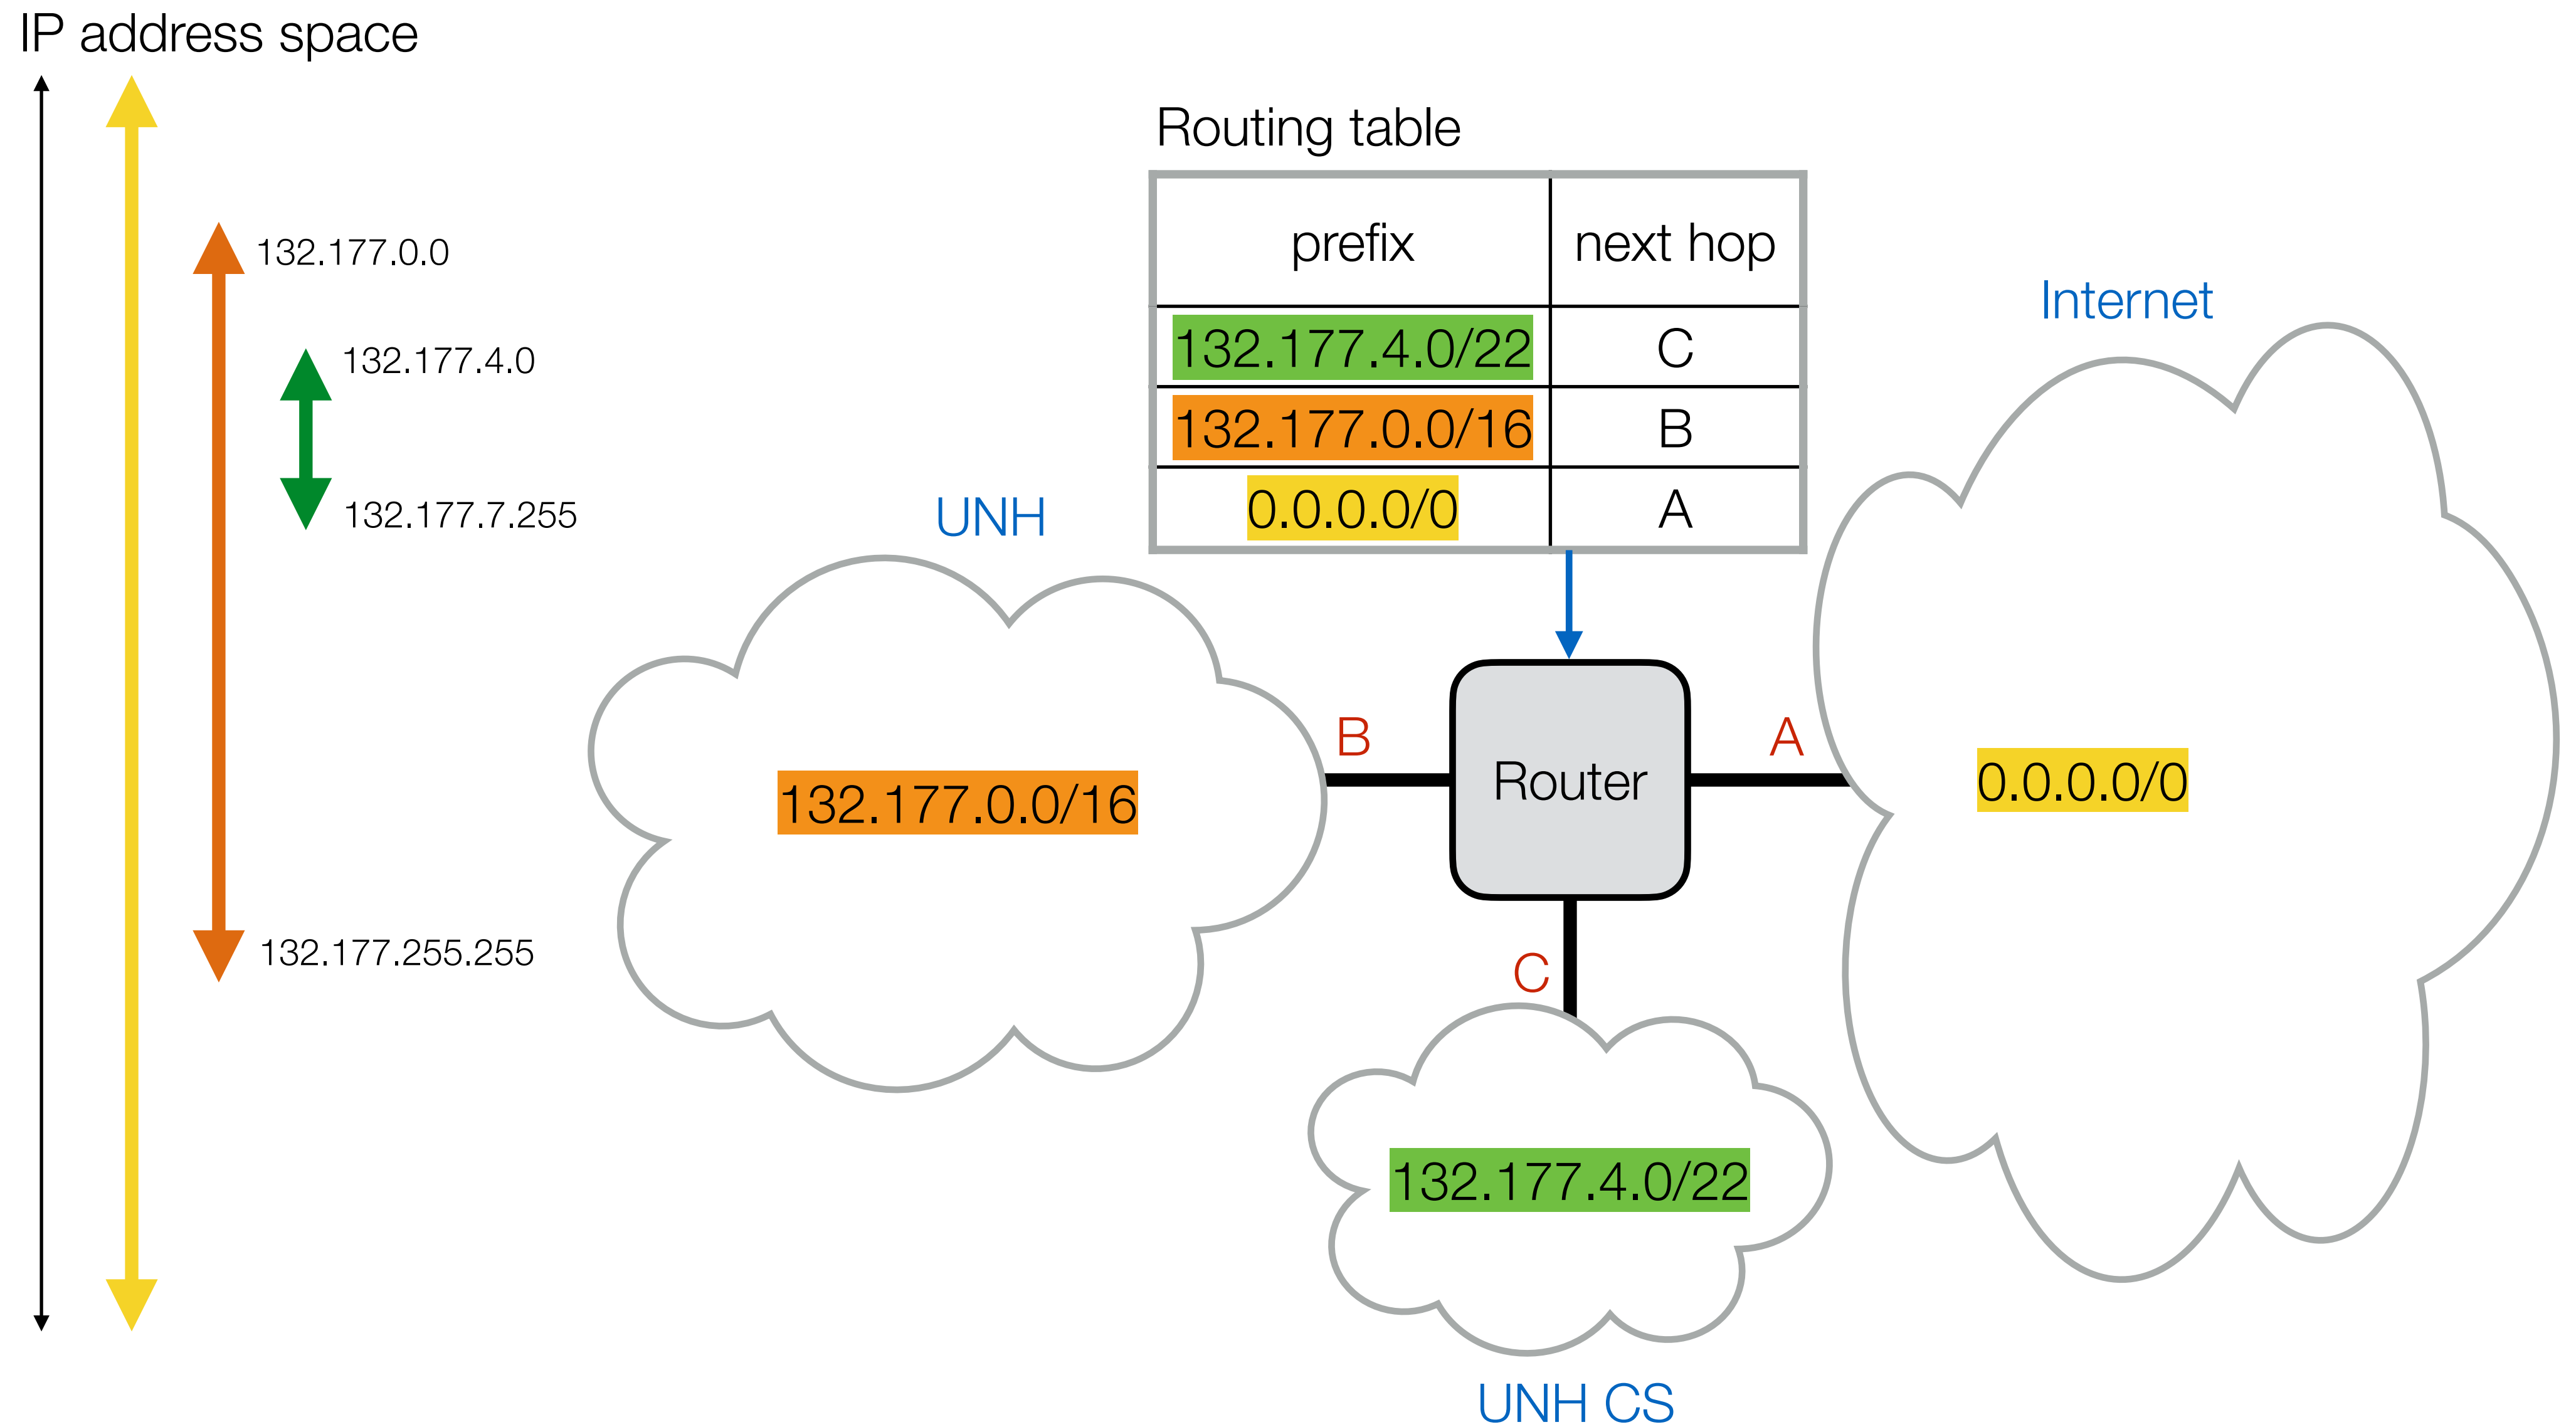 IP address space
132.177.0.0
132.177.4.0
132.177.7.255
132.177.255.255
Routing table
prefix next hop
132.177.4.0/22 C
132.177.0.0/16 B
0.0.0.0/0 A
UNH
132.177.0.0/16
B
Router
A
Internet
0.0.0.0/0
C
132.177.4.0/22
UNH CS